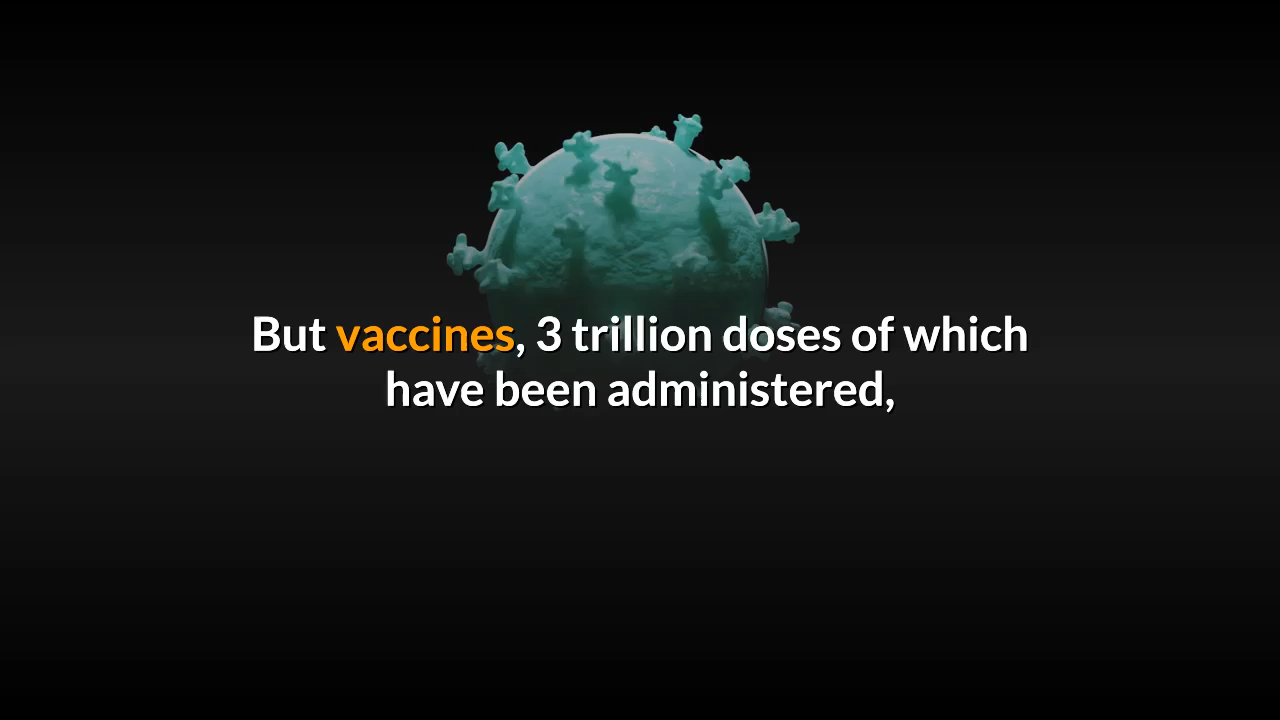 But vaccines, 3 trillion doses of which
have been administered,